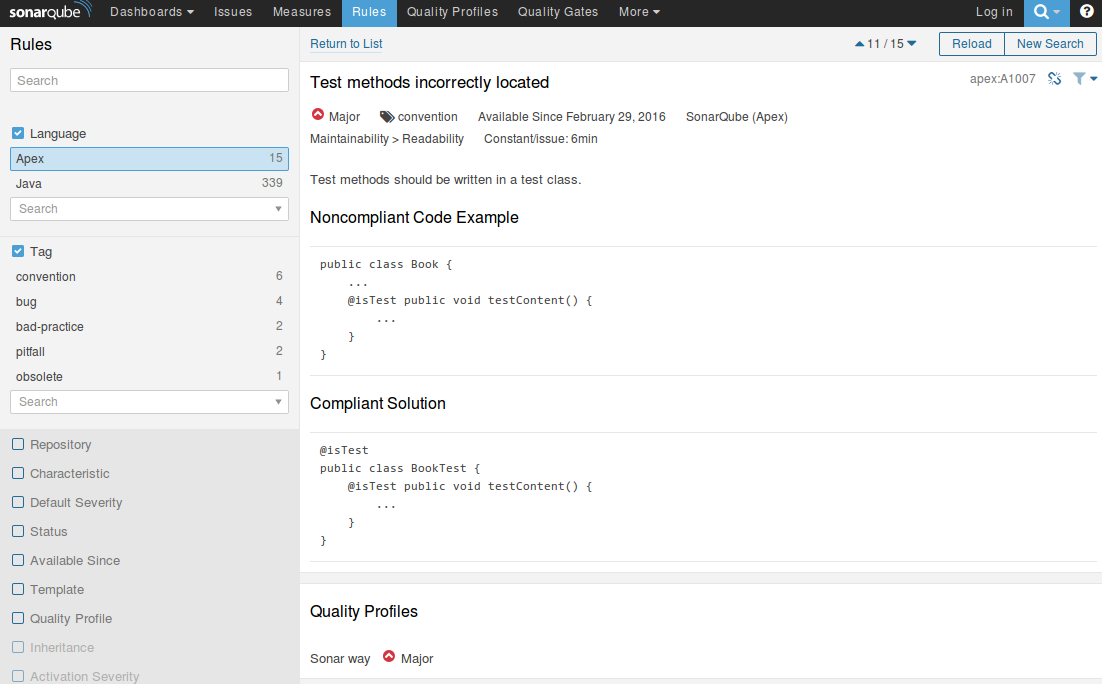 sonarqube Dashboards Issues Measures Rules Quality Profiles Quality Gates More Log in ?
Rules
Search
Language
Apex 15
Java 339
Search
Tag
convention 6
bug 4
bad-practice 2
pitfall 2
obsolete 1
Search
Repository
Characteristic
Default Severity
Status
Available Since
Template
Quality Profile
Inheritance
Activation Severity
Return to List 11 / 15 Reload New Search
Test methods incorrectly located apex:A1007
Major convention Available Since February 29, 2016 SonarQube (Apex)
Maintainability > Readability Constant/issue: 6min
Test methods should be written in a test class.
Noncompliant Code Example
public class Book {
    ...
    @isTest public void testContent() {
        ...
    }
}
Compliant Solution
@isTest
public class BookTest {
    @isTest public void testContent() {
        ...
    }
}
Quality Profiles
Sonar way Major